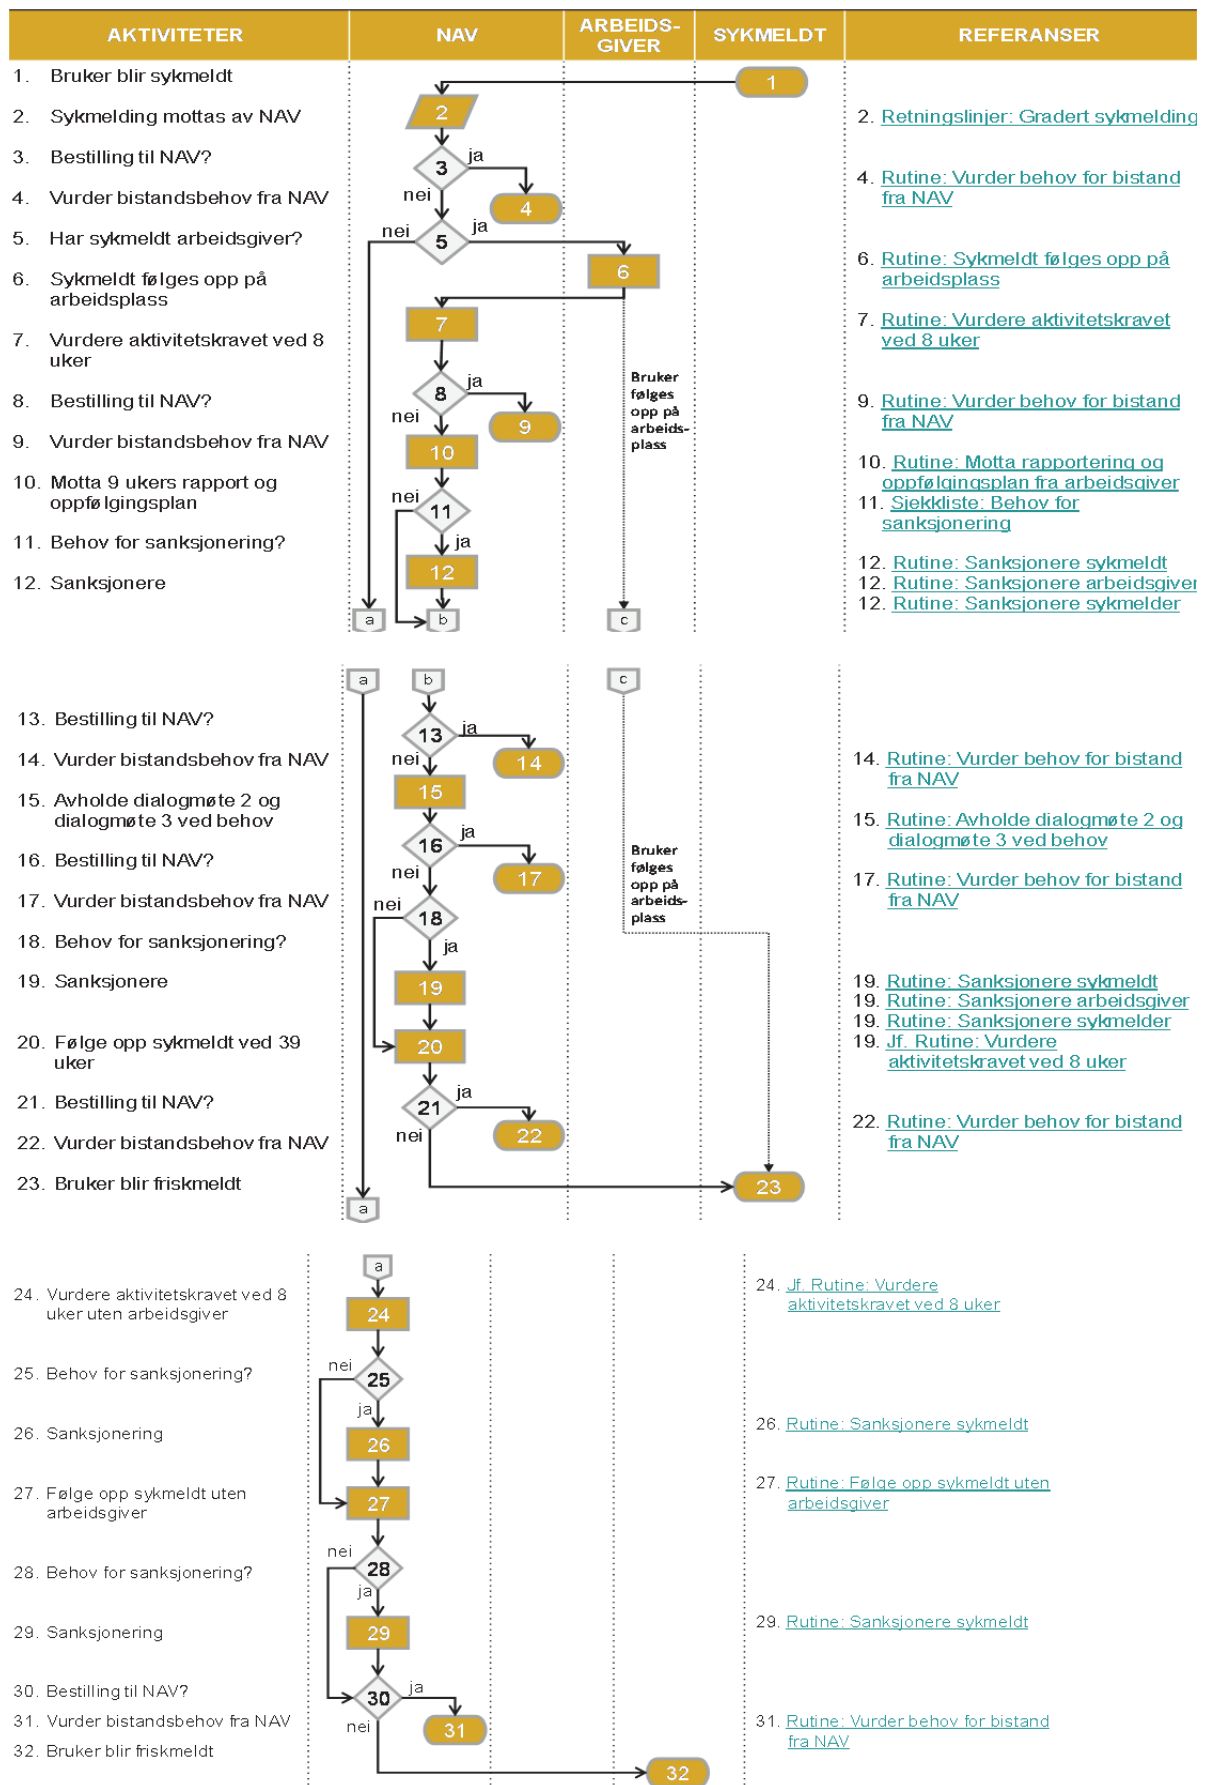 AKTIVITETER
NAV
ARBEIDS-
GIVER
SYKMELDT
REFERANSER
1. Bruker blir sykmeldt
2. Sykmelding mottas av NAV
3. Bestilling til NAV?
4. Vurder bistandsbehov fra NAV
5. Har sykmeldt arbeidsgiver?
6. Sykmeldt følges opp på
arbeidsplass
7. Vurdere aktivitetskravet ved 8
uker
8. Bestilling til NAV?
9. Vurder bistandsbehov fra NAV
10. Motta 9 ukers rapport og
oppfølgingsplan
11. Behov for sanksjonering?
12. Sanksjonere
1
2
3
ja
nei
4
nei
5
ja
6
7
8
ja
nei
9
10
nei
11
ja
12
a
b
c
Bruker
følges
opp på
arbeids-
plass
2. Retningslinjer: Gradert sykmelding
4. Rutine: Vurder behov for bistand
fra NAV
6. Rutine: Sykmeldt følges opp på
arbeidsplass
7. Rutine: Vurdere aktivitetskravet
ved 8 uker
9. Rutine: Vurder behov for bistand
fra NAV
10. Rutine: Motta rapportering og
oppfølgingsplan fra arbeidsgiver
11. Sjekkliste: Behov for
sanksjonering
12. Rutine: Sanksjonere sykmeldt
12. Rutine: Sanksjonere arbeidsgiver
12. Rutine: Sanksjonere sykmelder
13. Bestilling til NAV?
14. Vurder bistandsbehov fra NAV
15. Avholde dialogmøte 2 og
dialogmøte 3 ved behov
16. Bestilling til NAV?
17. Vurder bistandsbehov fra NAV
18. Behov for sanksjonering?
19. Sanksjonere
20. Følge opp sykmeldt ved 39
uker
21. Bestilling til NAV?
22. Vurder bistandsbehov fra NAV
23. Bruker blir friskmeldt
a
b
c
13
ja
nei
14
15
16
ja
nei
17
nei
18
ja
19
20
21
ja
nei
22
23
a
Bruker
følges
opp på
arbeids-
plass
14. Rutine: Vurder behov for bistand
fra NAV
15. Rutine: Avholde dialogmøte 2 og
dialogmøte 3 ved behov
17. Rutine: Vurder behov for bistand
fra NAV
19. Rutine: Sanksjonere sykmeldt
19. Rutine: Sanksjonere arbeidsgiver
19. Rutine: Sanksjonere sykmelder
19. Jf. Rutine: Vurdere
aktivitetskravet ved 8 uker
22. Rutine: Vurder behov for bistand
fra NAV
24. Vurdere aktivitetskravet ved 8
uker uten arbeidsgiver
25. Behov for sanksjonering?
26. Sanksjonering
27. Følge opp sykmeldt uten
arbeidsgiver
28. Behov for sanksjonering?
29. Sanksjonering
30. Bestilling til NAV?
31. Vurder bistandsbehov fra NAV
32. Bruker blir friskmeldt
a
24
nei
25
ja
26
27
nei
28
ja
29
30
ja
nei
31
32
24. Jf. Rutine: Vurdere
aktivitetskravet ved 8 uker
26. Rutine: Sanksjonere sykmeldt
27. Rutine: Følge opp sykmeldt uten
arbeidsgiver
29. Rutine: Sanksjonere sykmeldt
31. Rutine: Vurder behov for bistand
fra NAV